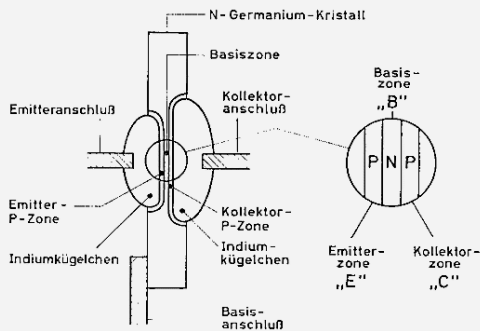 N-Germanium-Kristall
Basiszone
Emitteranschluß
Kollektor-
anschluß
Emitter-
P-Zone
Indiumkügelchen
Kollektor-
P-Zone
Indium-
kügelchen
Basis-
anschluß
Basis-
zone
„B"
P N P
Emitter-
zone
„E"
Kollektor-
zone
„C"